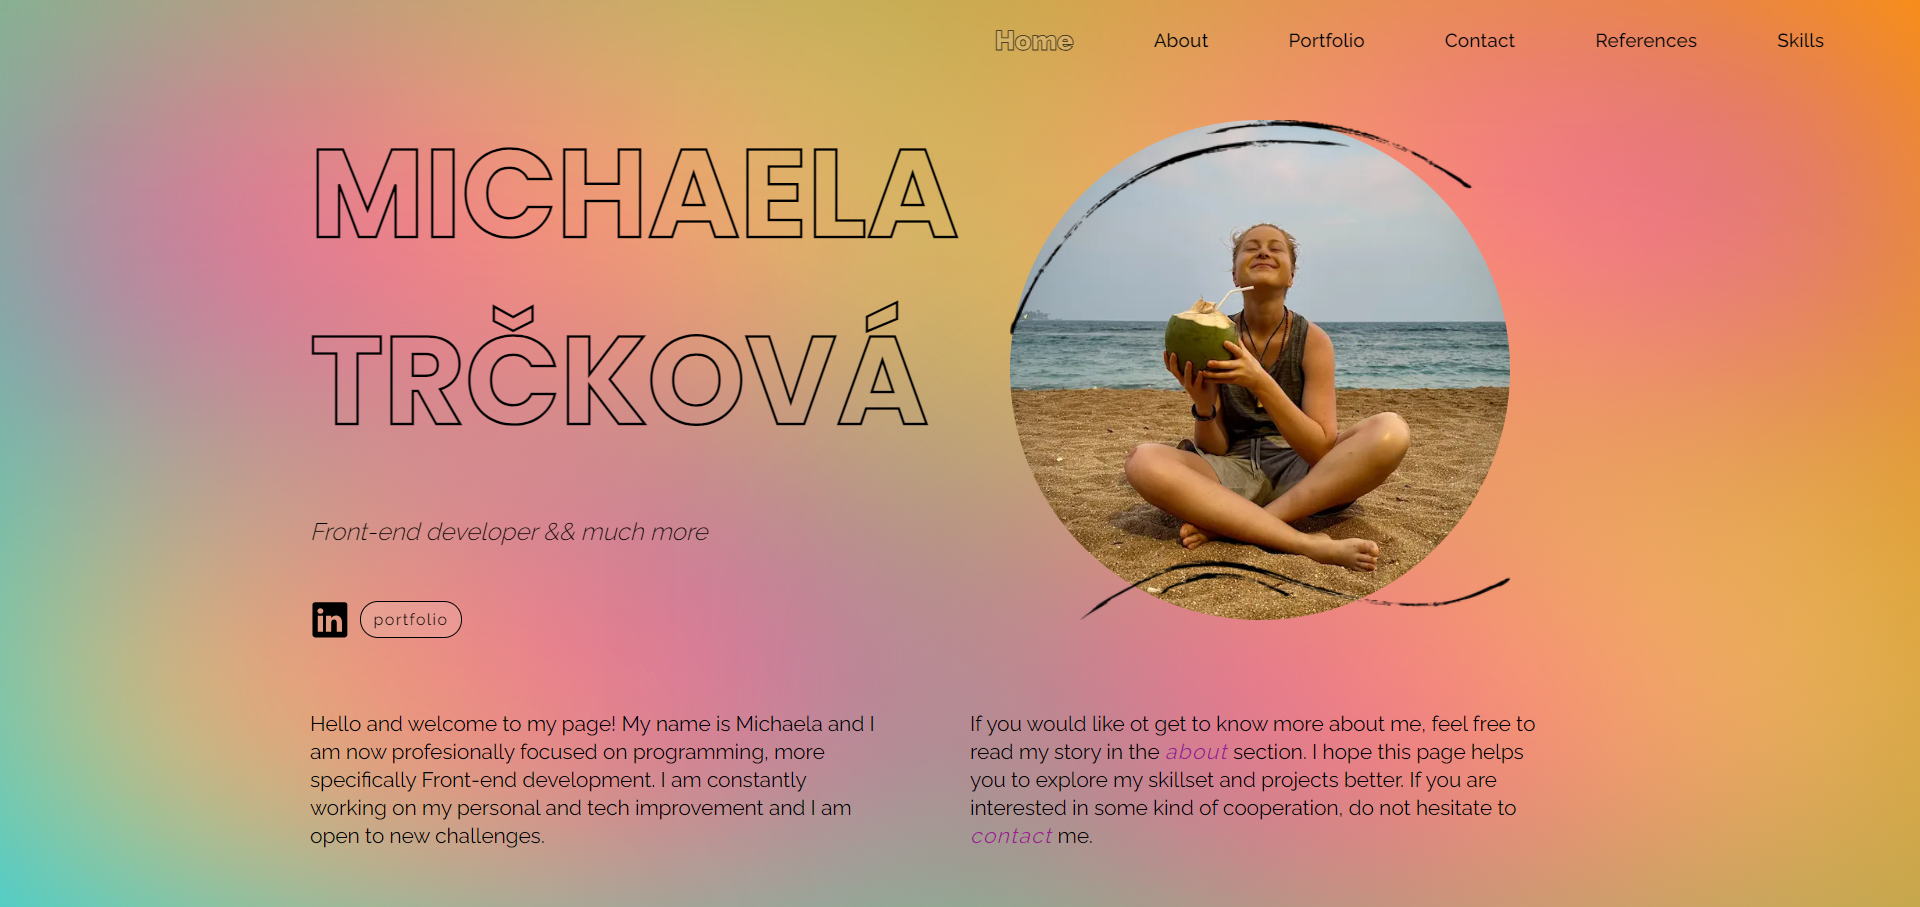 Home About Portfolio Contact References Skills
MICHAELA
TRČKOVÁ
Front-end developer && much more
in portfolio
Hello and welcome to my page! My name is Michaela and I
am now profesionally focused on programming, more
specifically Front-end development. I am constantly
working on my personal and tech improvement and I am
open to new challenges.
If you would like ot get to know more about me, feel free to
read my story in the about section. I hope this page helps
you to explore my skillset and projects better. If you are
interested in some kind of cooperation, do not hesitate to
contact me.